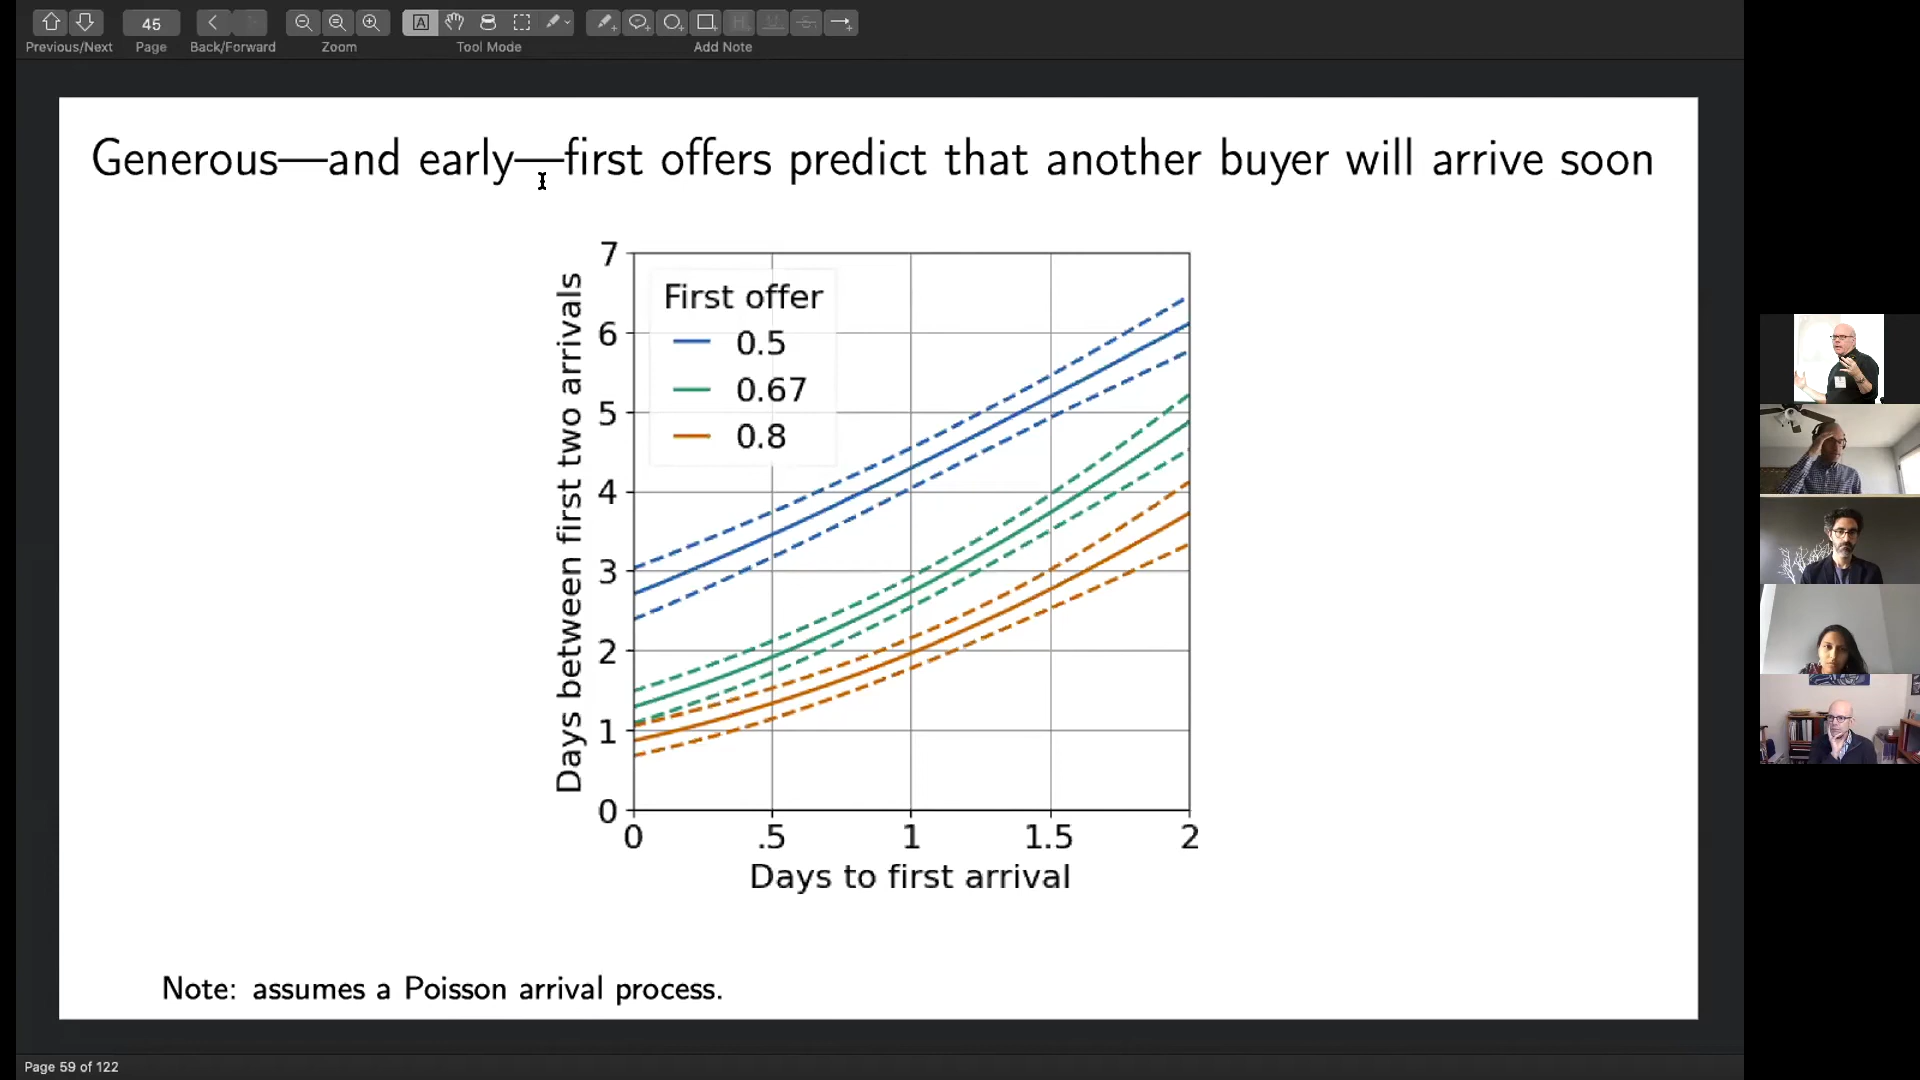 45
Previous/Next
Page
Back/Forward
Zoom
Tool Mode
Add Note
Generous—and early—first offers predict that another buyer will arrive soon
Days between first two arrivals
7
6
5
4
3
2
1
0
First offer
0.5
0.67
0.8
0
.5
1
1.5
2
Days to first arrival
Note: assumes a Poisson arrival process.
Page 59 of 122